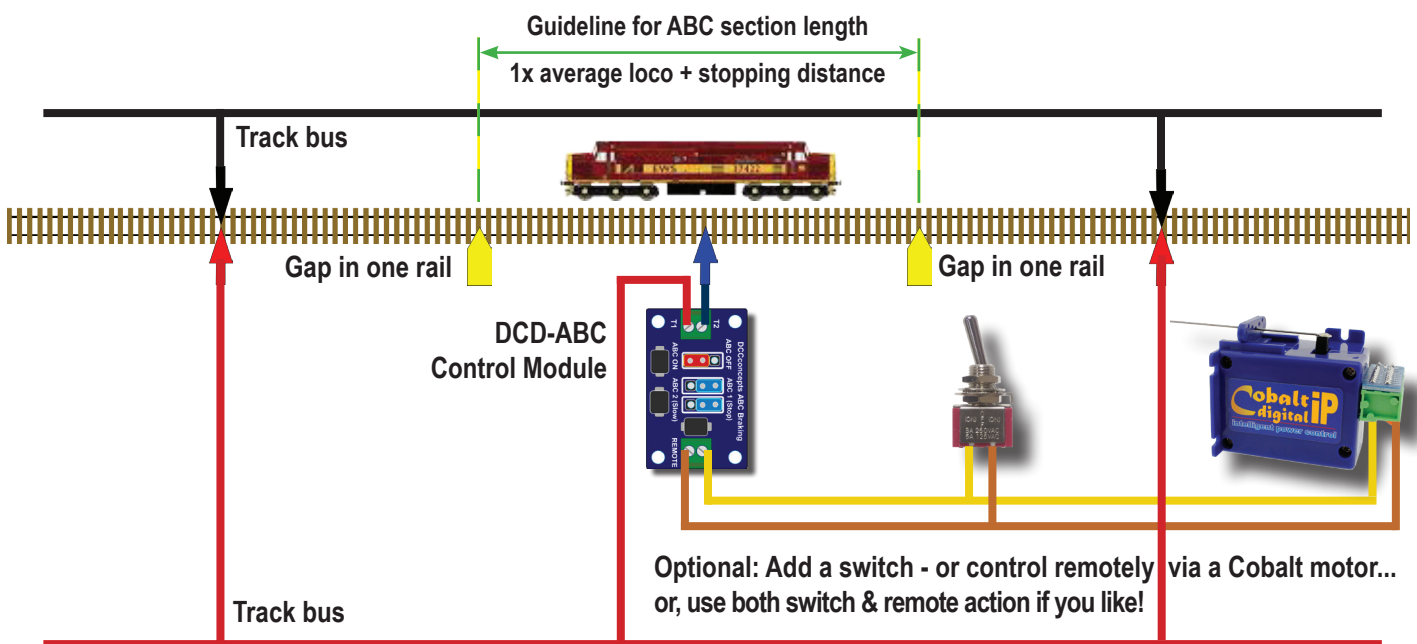 Guideline for ABC section length
1x average loco + stopping distance
Track bus
EWS 37422
Gap in one rail
Gap in one rail
DCD-ABC
Control Module
T1
T2
ABC ON
ABC OFF
ABC 2 (Slow)
ABC 1 (Stop)
DCCconcepts ABC Braking
REMOTE
Cobalt iP
digital
intelligent power control
Optional: Add a switch - or control remotely via a Cobalt motor...
or, use both switch & remote action if you like!
Track bus